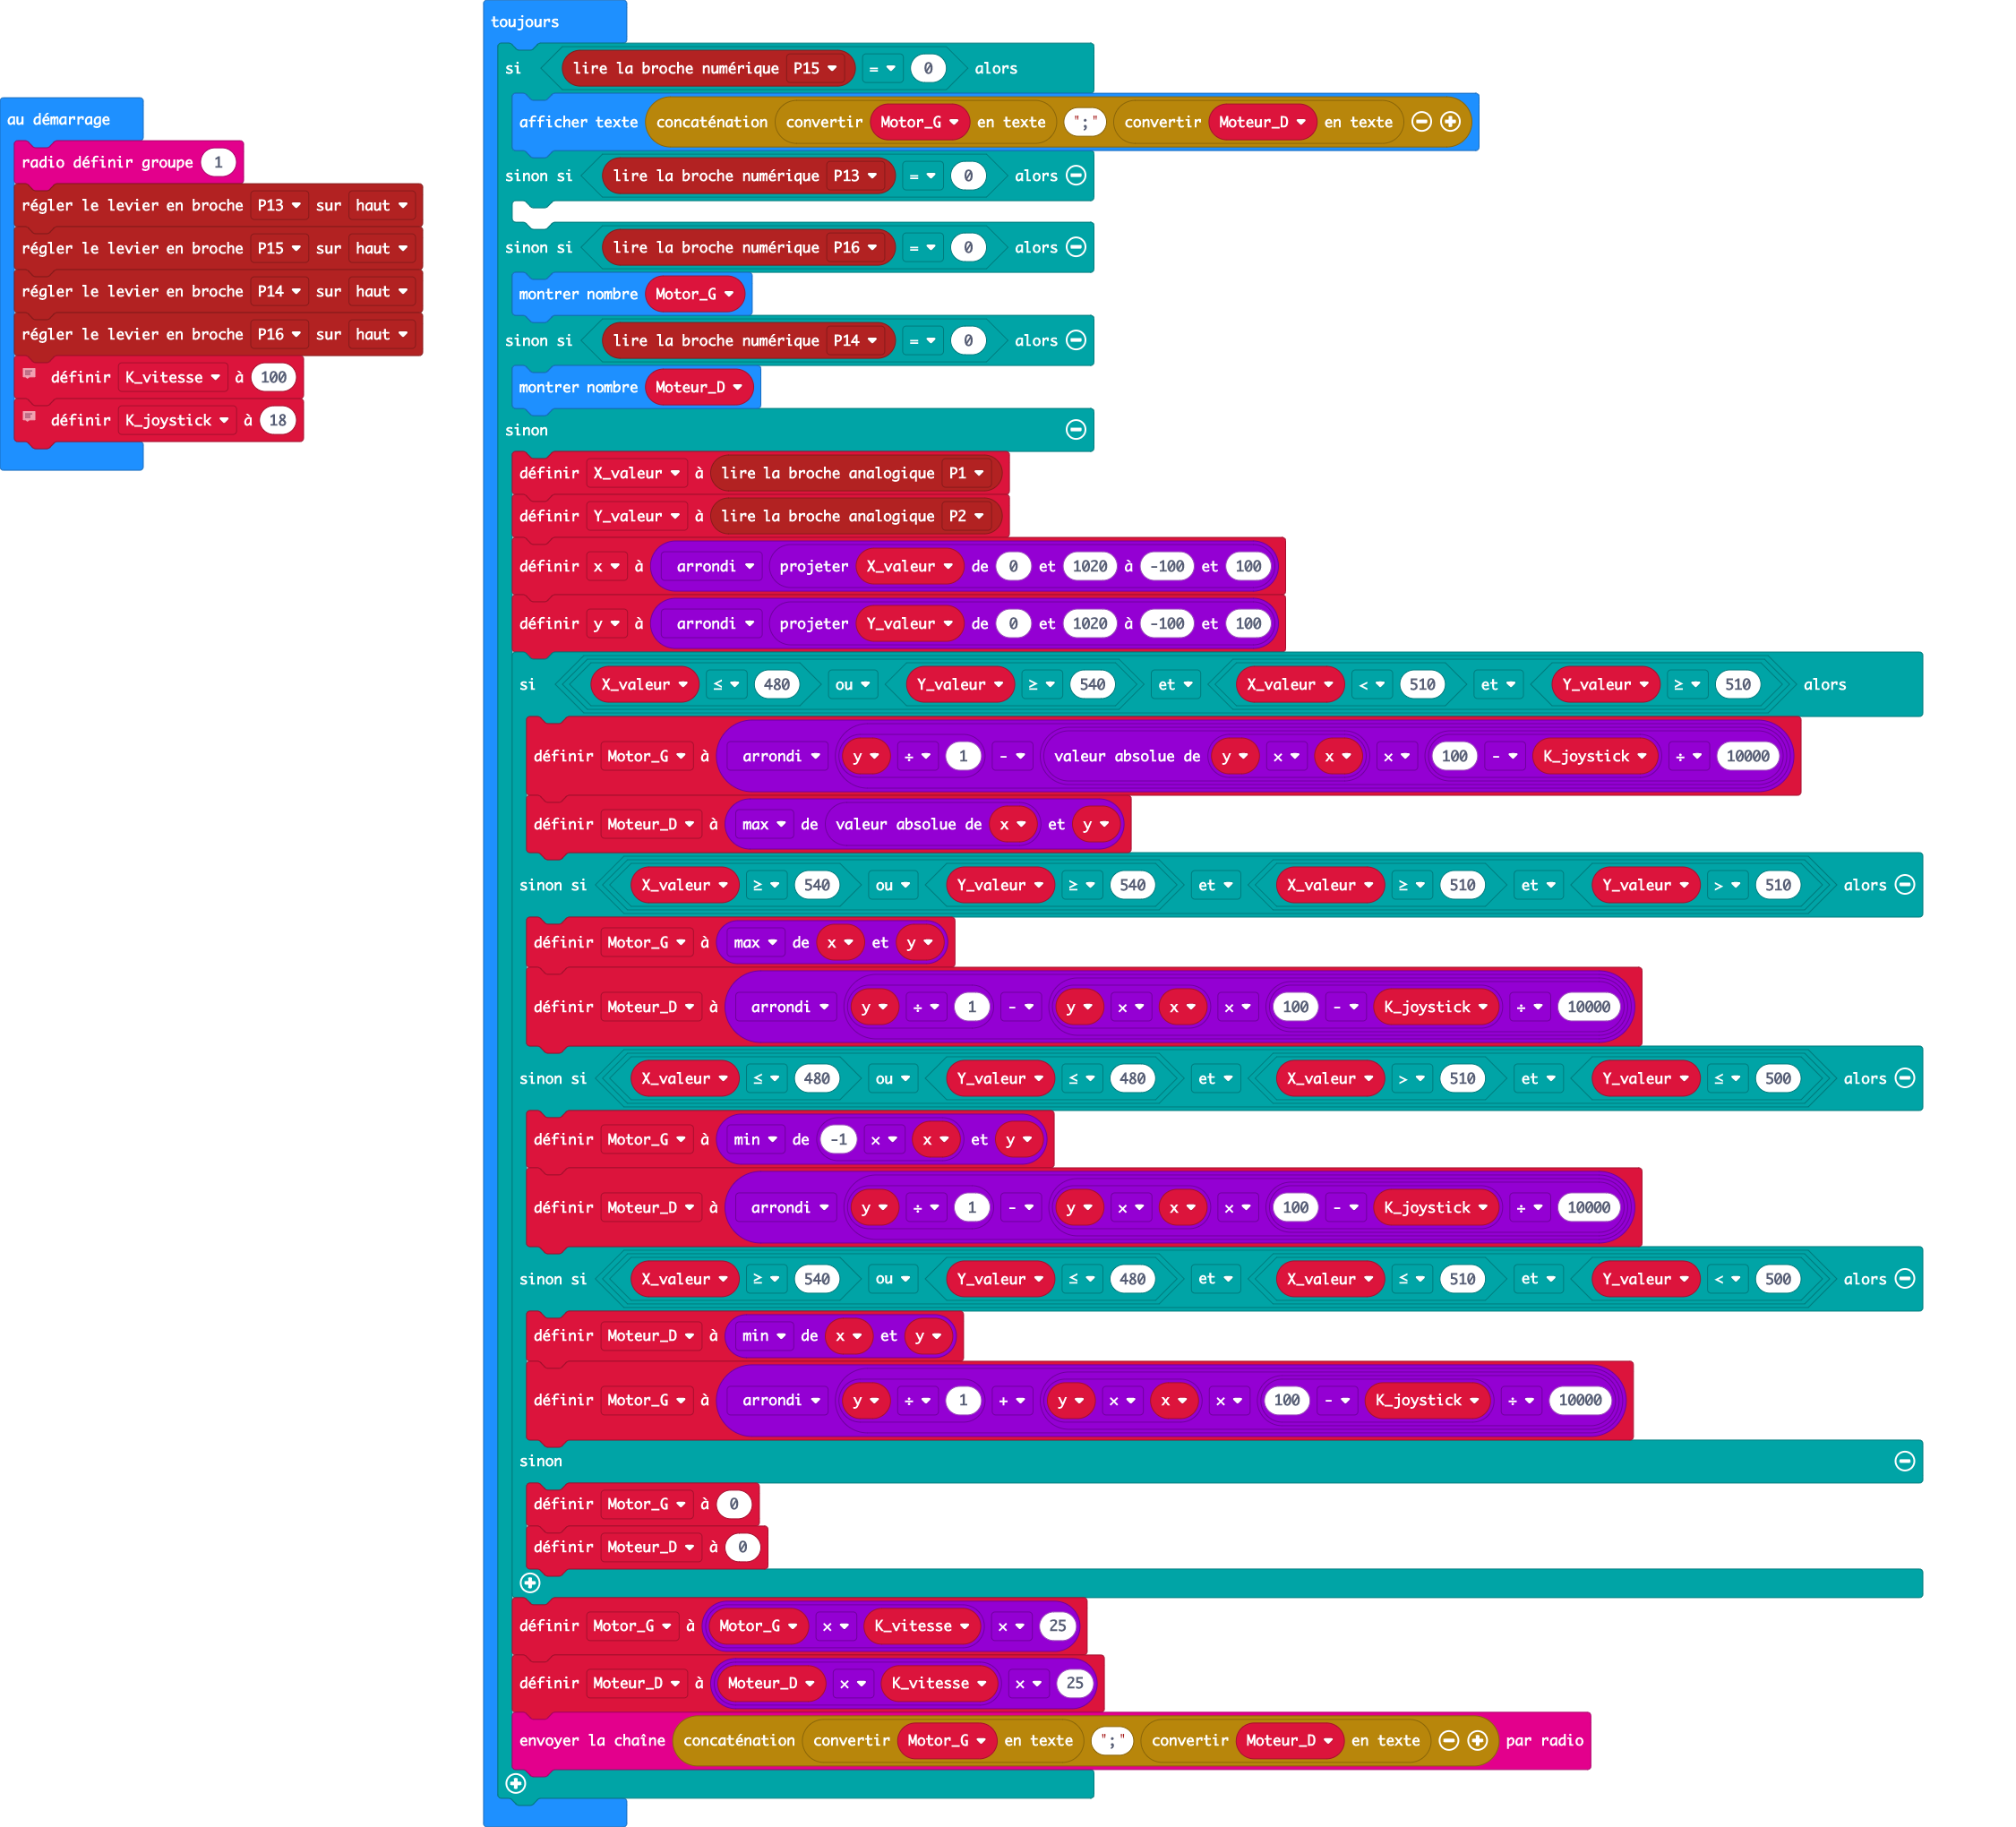 au démarrage
radio définir groupe 1
régler le levier en broche P13 sur haut
régler le levier en broche P15 sur haut
régler le levier en broche P14 sur haut
régler le levier en broche P16 sur haut
définir K_vitesse à 100
définir K_joystick à 18
toujours
si lire la broche numérique P15 = 0 alors
afficher texte concaténation convertir Motor_G en texte ";" convertir Moteur_D en texte
sinon si lire la broche numérique P13 = 0 alors
sinon si lire la broche numérique P16 = 0 alors
montrer nombre Motor_G
sinon si lire la broche numérique P14 = 0 alors
montrer nombre Moteur_D
sinon
définir X_valeur à lire la broche analogique P1
définir Y_valeur à lire la broche analogique P2
définir x à arrondi projeter X_valeur de 0 et 1020 à -100 et 100
définir y à arrondi projeter Y_valeur de 0 et 1020 à -100 et 100
si X_valeur ≤ 480 ou Y_valeur ≥ 540 et X_valeur < 510 et Y_valeur ≥ 510 alors
définir Motor_G à arrondi y ÷ 1 - valeur absolue de y × x × 100 - K_joystick ÷ 10000
définir Moteur_D à max de valeur absolue de x et y
sinon si X_valeur ≥ 540 ou Y_valeur ≥ 540 et X_valeur ≥ 510 et Y_valeur > 510 alors
définir Motor_G à max de x et y
définir Moteur_D à arrondi y ÷ 1 - y × x × 100 - K_joystick ÷ 10000
sinon si X_valeur ≤ 480 ou Y_valeur ≤ 480 et X_valeur > 510 et Y_valeur ≤ 500 alors
définir Motor_G à min de -1 × x et y
définir Moteur_D à arrondi y ÷ 1 - y × x × 100 - K_joystick ÷ 10000
sinon si X_valeur ≥ 540 ou Y_valeur ≤ 480 et X_valeur ≤ 510 et Y_valeur < 500 alors
définir Moteur_D à min de x et y
définir Motor_G à arrondi y ÷ 1 + y × x × 100 - K_joystick ÷ 10000
sinon
définir Motor_G à 0
définir Moteur_D à 0
définir Motor_G à Motor_G × K_vitesse × 25
définir Moteur_D à Moteur_D × K_vitesse × 25
envoyer la chaîne concaténation convertir Motor_G en texte ";" convertir Moteur_D en texte par radio